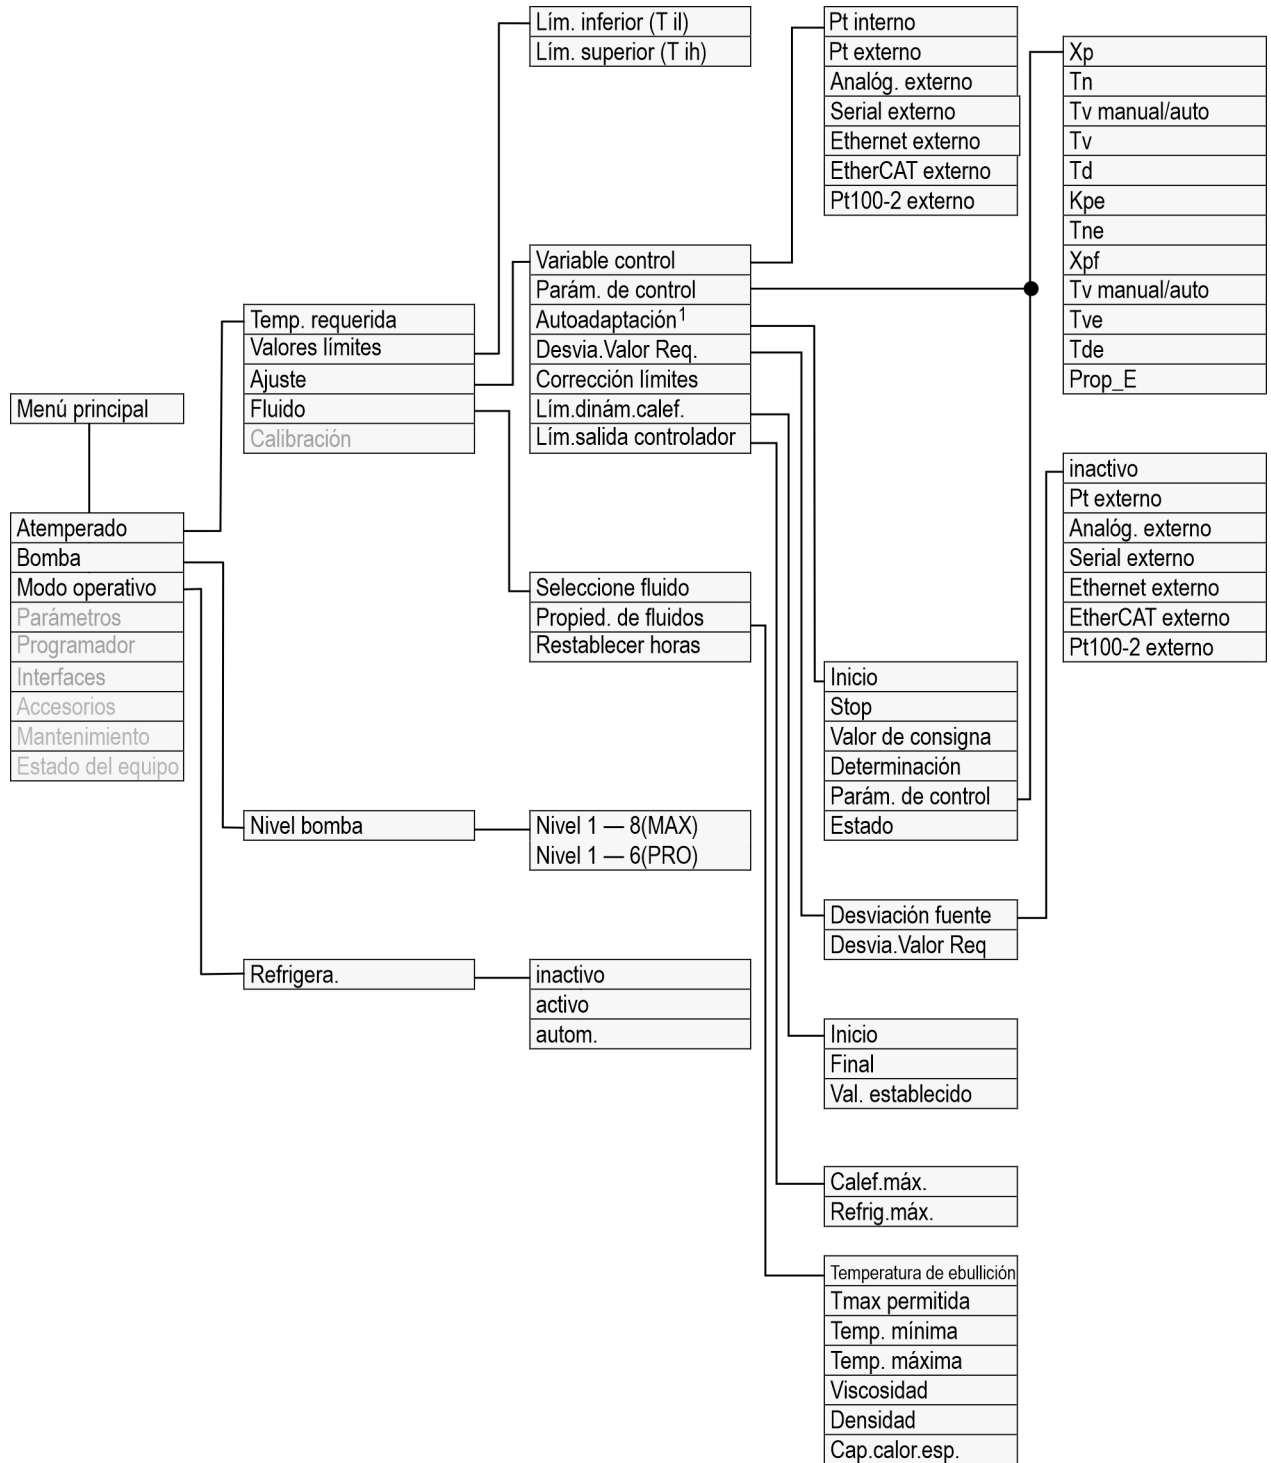 Menú principal
Atemperado
Bomba
Modo operativo
Parámetros
Programador
Interfaces
Accesorios
Mantenimiento
Estado del equipo
Temp. requerida
Valores límites
Ajuste
Fluido
Calibración
Nivel bomba
Refrigera.
Lím. inferior (T il)
Lím. superior (T ih)
Variable control
Parám. de control
Autoadaptación1
Desvia.Valor Req.
Corrección límites
Lím.dinám.calef.
Lím.salida controlador
Seleccione fluido
Propied. de fluidos
Restablecer horas
Nivel 1 — 8(MAX)
Nivel 1 — 6(PRO)
inactivo
activo
autom.
Pt interno
Pt externo
Analóg. externo
Serial externo
Ethernet externo
EtherCAT externo
Pt100-2 externo
Inicio
Stop
Valor de consigna
Determinación
Parám. de control
Estado
Desviación fuente
Desvia.Valor Req
Inicio
Final
Val. establecido
Calef.máx.
Refrig.máx.
Temperatura de ebullición
Tmax permitida
Temp. mínima
Temp. máxima
Viscosidad
Densidad
Cap.calor.esp.
Xp
Tn
Tv manual/auto
Tv
Td
Kpe
Tne
Xpf
Tv manual/auto
Tve
Tde
Prop_E
inactivo
Pt externo
Analóg. externo
Serial externo
Ethernet externo
EtherCAT externo
Pt100-2 externo